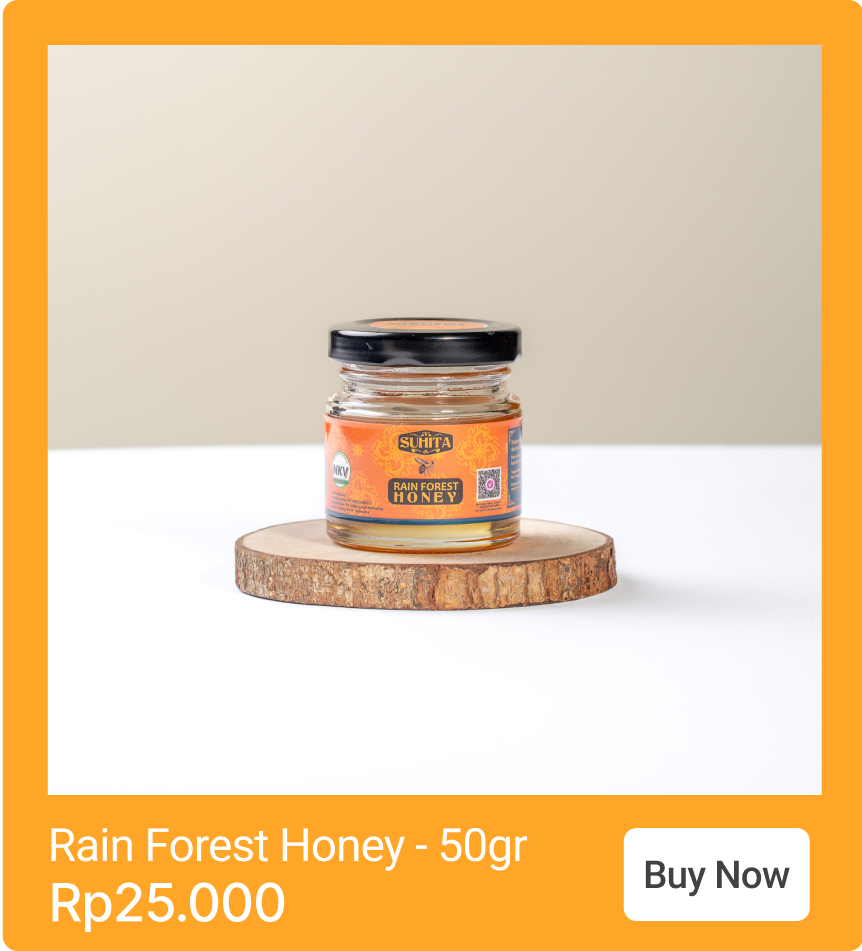 SUHITA
NKV
RAIN FOREST
HONEY
Rain Forest Honey - 50gr
Rp25.000
Buy Now